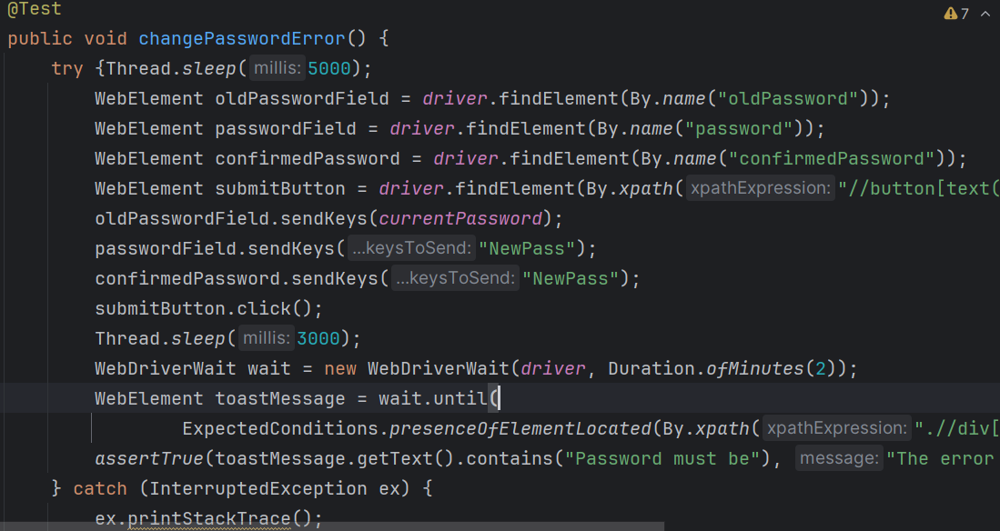 @Test
7
public void changePasswordError() {
try {Thread.sleep( millis: 5000);
WebElement oldPasswordField = driver.findElement(By.name("oldPassword"));
WebElement passwordField = driver.findElement(By.name("password"));
WebElement confirmedPassword = driver.findElement(By.name("confirmedPassword"));
WebElement submitButton = driver.findElement(By.xpath( xpathExpression: "//button[text(
oldPasswordField.sendKeys(currentPassword);
passwordField.sendKeys( ...keysToSend: "NewPass");
confirmedPassword.sendKeys( ...keysToSend: "NewPass");
submitButton.click();
Thread.sleep( millis: 3000);
WebDriverWait wait = new WebDriverWait(driver, Duration.ofMinutes(2));
WebElement toastMessage = wait.until(
ExpectedConditions.presenceOfElementLocated(By.xpath( xpathExpression: ".//div[
assertTrue(toastMessage.getText().contains("Password must be"), message: "The error
} catch (InterruptedException ex) {
ex.printStackTrace();